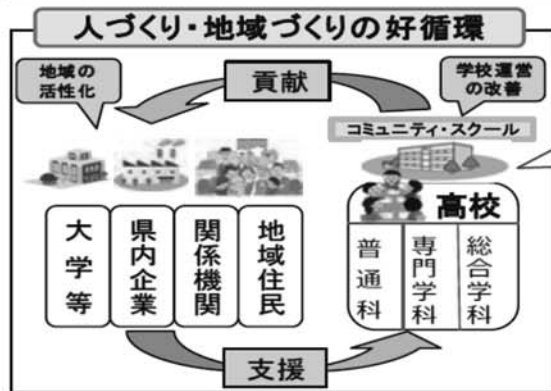 人づくり・地域づくりの好循環
地域の
活性化
貢献
学校運営
の改善
コミュニティ・スクール
大学等
県内企業
関係機関
地域住民
高校
普通科
専門学科
総合学科
支援